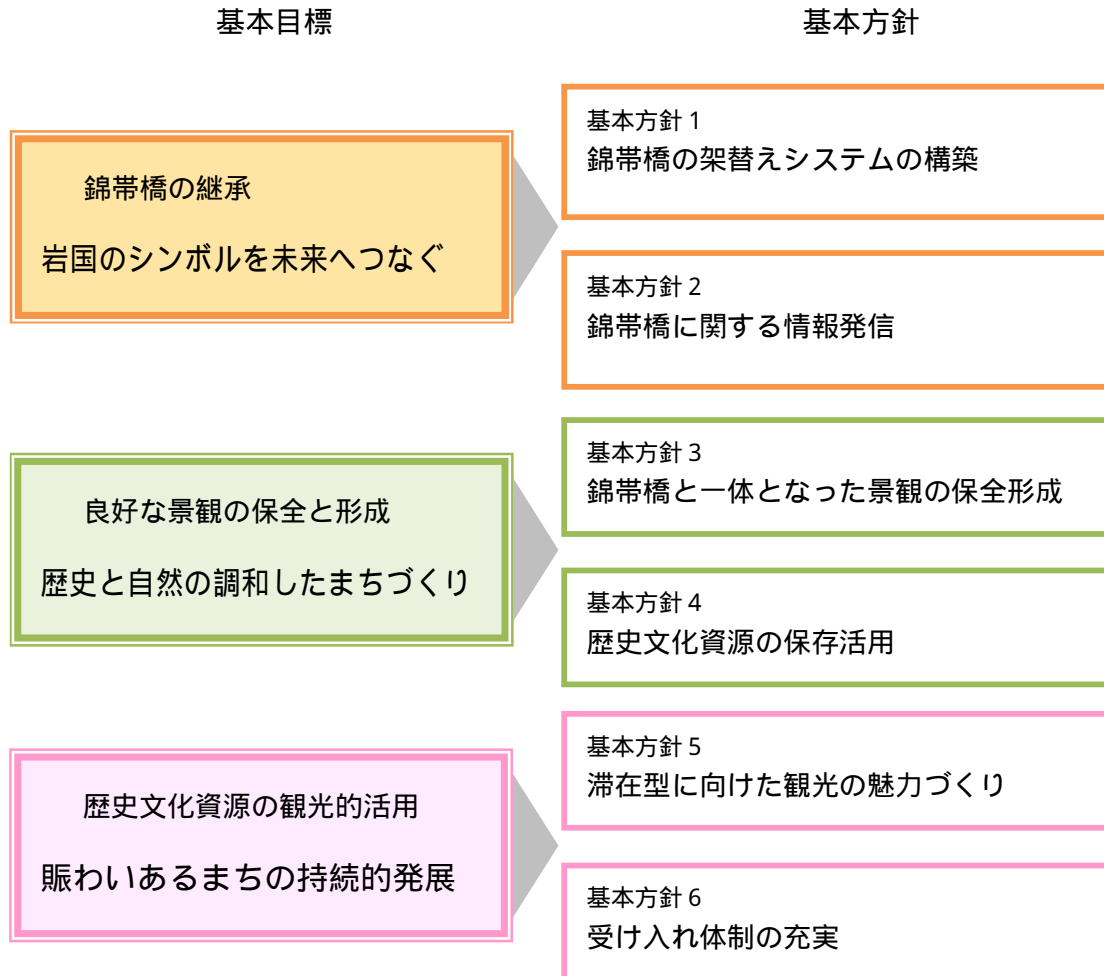 基本目標
基本方針
錦帯橋の継承
岩国のシンボルを未来へつなぐ
基本方針1
錦帯橋の架替えシステムの構築
基本方針2
錦帯橋に関する情報発信
良好な景観の保全と形成
歴史と自然の調和したまちづくり
基本方針3
錦帯橋と一体となった景観の保全形成
基本方針4
歴史文化資源の保存活用
歴史文化資源の観光的活用
賑わいあるまちの持続的発展
基本方針5
滞在型に向けた観光の魅力づくり
基本方針6
受け入れ体制の充実